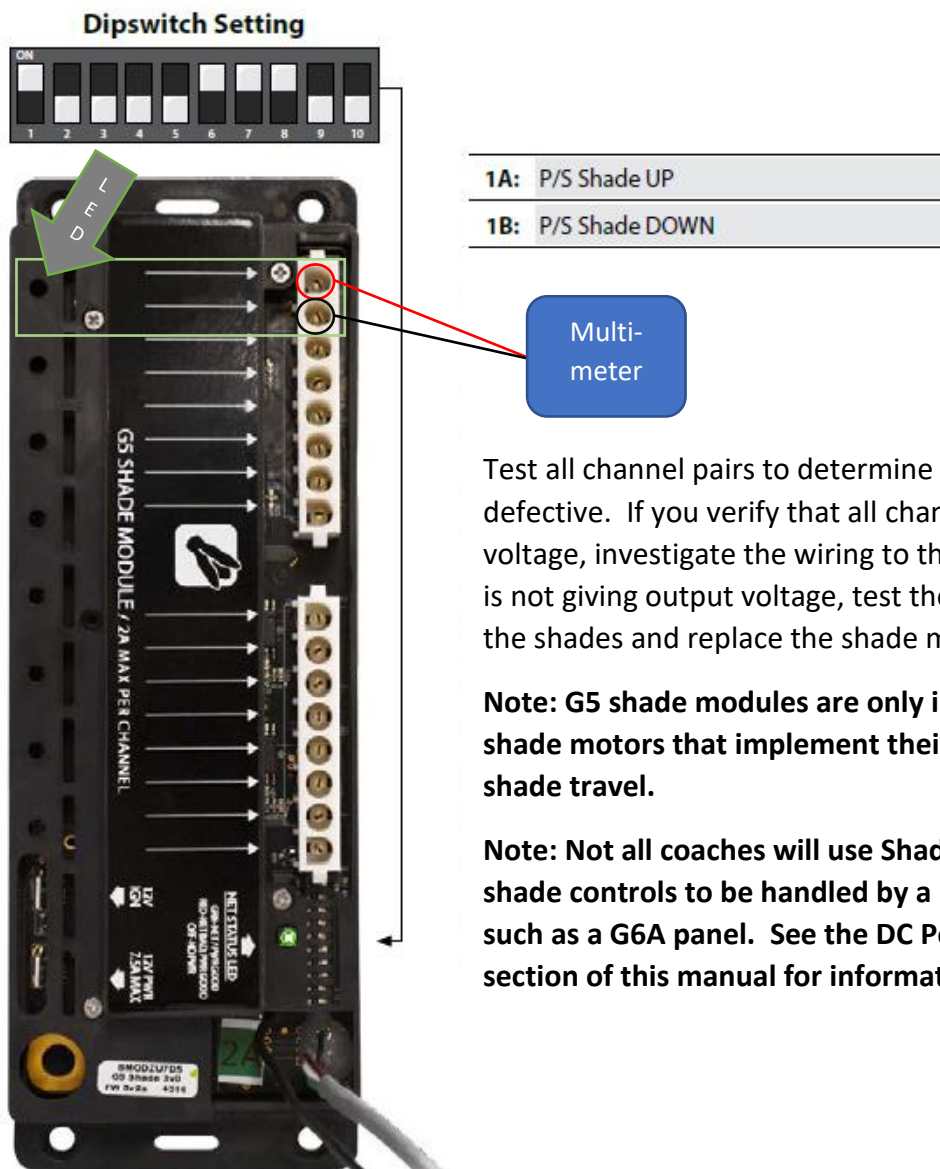 Dipswitch Setting
ON
1 2 3 4 5 6 7 8 9 10
LED
1A: P/S Shade UP
1B: P/S Shade DOWN
Multi-
meter
G5 SHADE MODULE / 2A MAX PER CHANNEL
Test all channel pairs to determine
defective. If you verify that all char
voltage, investigate the wiring to th
is not giving output voltage, test the
the shades and replace the shade m
Note: G5 shade modules are only i
shade motors that implement thei
shade travel.
Note: Not all coaches will use Shad
shade controls to be handled by a
such as a G6A panel. See the DC Po
section of this manual for informat
12V
IGN
12V PWR
7.5A MAX
NET STATUS LED
2A
G5 Shade